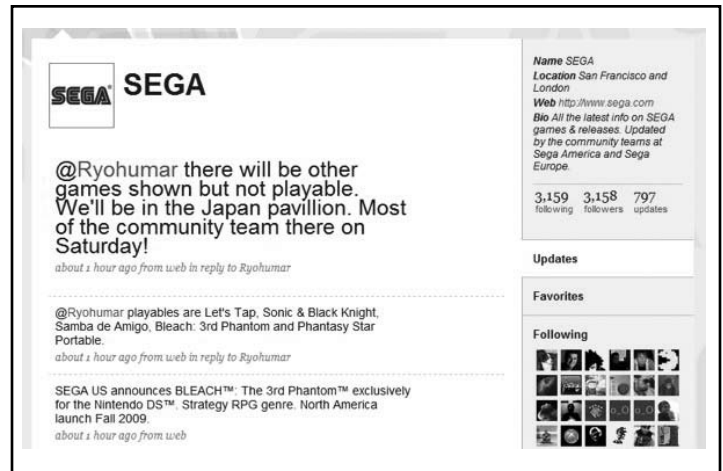 SEGA
SEGA
@Ryohumar there will be other
games shown but not playable.
We'll be in the Japan pavillion. Most
of the community team there on
Saturday!
about 1 hour ago from web in reply to Ryohumar
@Ryohumar playables are Let's Tap, Sonic & Black Knight,
Samba de Amigo, Bleach: 3rd Phantom and Phantasy Star
Portable.
about 1 hour ago from web in reply to Ryohumar
SEGA US announces BLEACH™: The 3rd Phantom™ exclusively
for the Nintendo DS™. Strategy RPG genre. North America
launch Fall 2009.
about 1 hour ago from web
Name SEGA
Location San Francisco and
London
Web http://www.sega.com
Bio All the latest info on SEGA
games & releases. Updated
by the community teams at
Sega America and Sega
Europe.
3,159 3,158 797
following followers updates
Updates
Favorites
Following